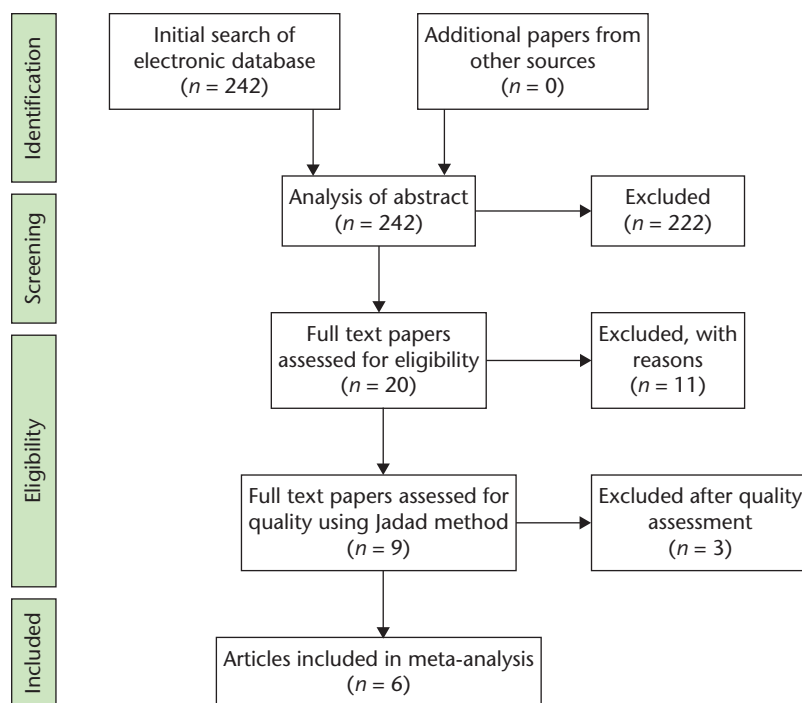 Identification
Initial search of
electronic database
(n = 242)
Additional papers from
other sources
(n = 0)
Screening
Analysis of abstract
(n = 242)
Excluded
(n = 222)
Eligibility
Full text papers
assessed for eligibility
(n = 20)
Excluded, with
reasons
(n = 11)
Full text papers assessed for
quality using Jadad method
(n = 9)
Excluded after quality
assessment
(n = 3)
Included
Articles included in meta-analysis
(n = 6)